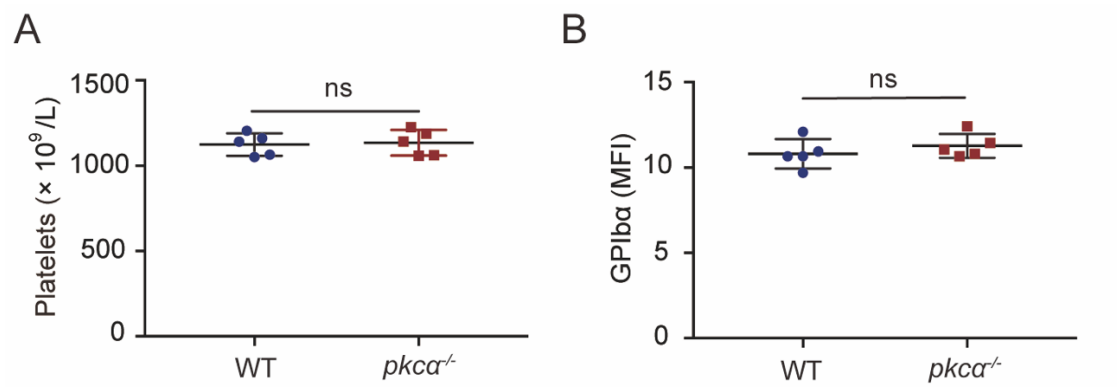 A
Platelets (× 10⁹ /L)
1500
1000
500
0
ns
WT
pkcα⁻/⁻
B
GPIbα (MFI)
15
10
5
0
ns
WT
pkcα⁻/⁻